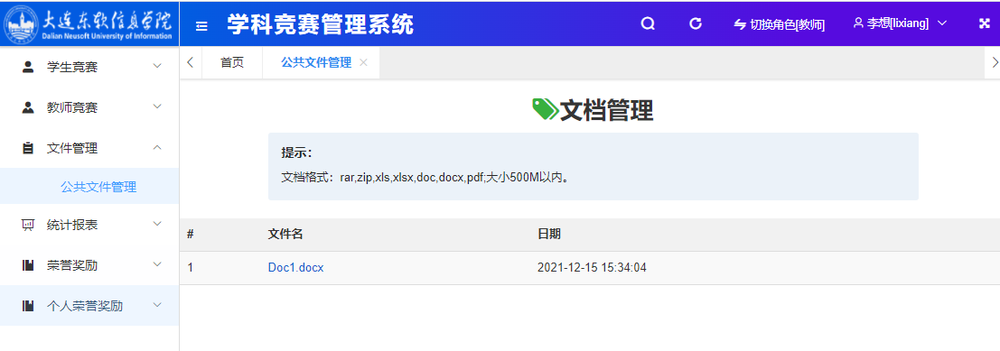 大连东软信息学院
Dalian Neusoft University of Information
学科竞赛管理系统
切换角色[教师]
李想[lixiang]
学生竞赛
教师竞赛
文件管理
公共文件管理
统计报表
荣誉奖励
个人荣誉奖励
首页
公共文件管理
文档管理
提示：
文档格式：rar,zip,xls,xlsx,doc,docx,pdf;大小500M以内。
# 文件名 日期
1 Doc1.docx 2021-12-15 15:34:04